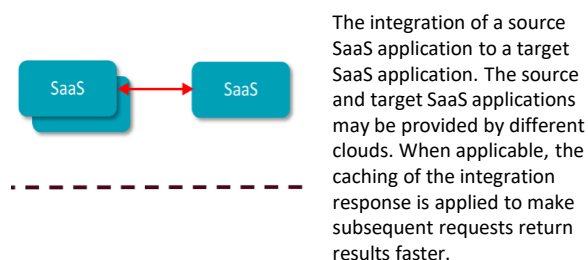 SaaS
SaaS
The integration of a source
SaaS application to a target
SaaS application. The source
and target SaaS applications
may be provided by different
clouds. When applicable, the
caching of the integration
response is applied to make
subsequent requests return
results faster.